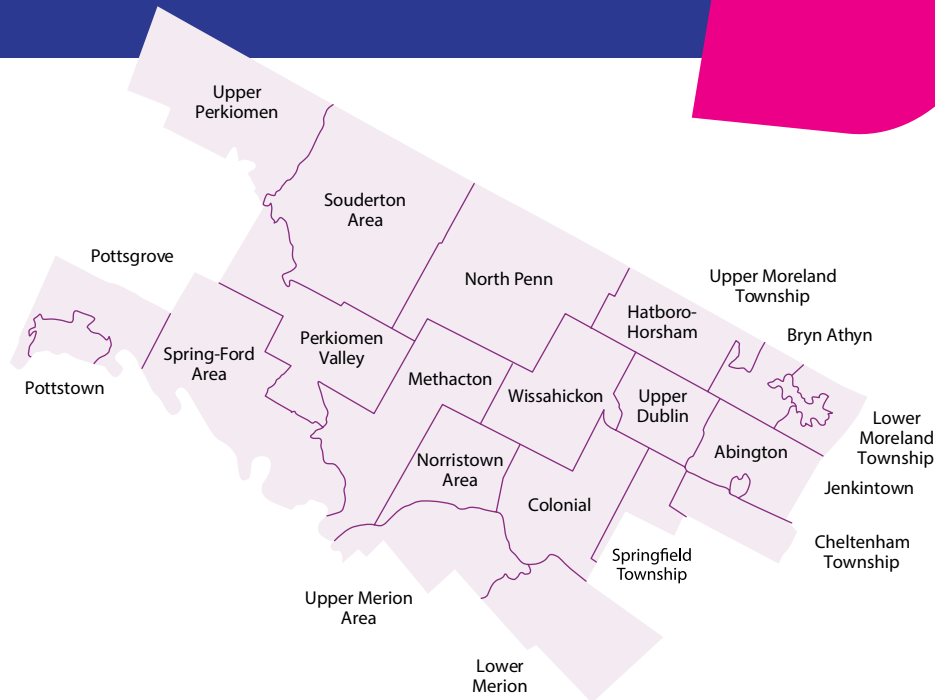 Upper
Perkiomen
Souderton
Area
Pottsgrove
North Penn
Upper Moreland
Township
Hatboro-
Horsham
Bryn Athyn
Perkiomen
Valley
Spring-Ford
Area
Pottstown
Methacton
Wissahickon
Upper
Dublin
Lower
Moreland
Township
Abington
Norristown
Area
Jenkintown
Colonial
Cheltenham
Township
Springfield
Township
Upper Merion
Area
Lower
Merion